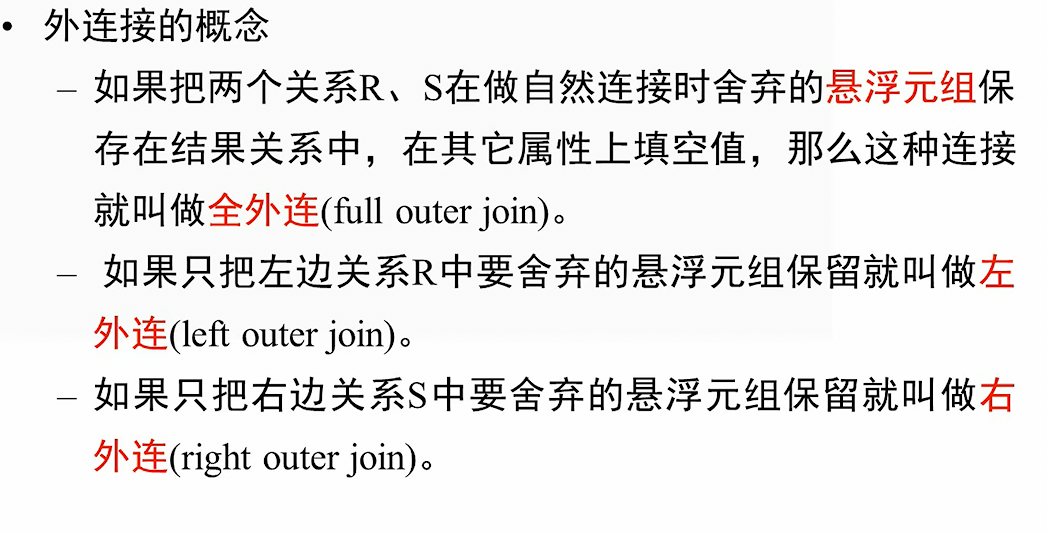 • 外连接的概念
– 如果把两个关系R、S在做自然连接时舍弃的悬浮元组保
存在结果关系中，在其它属性上填空值，那么这种连接
就叫做全外连(full outer join)。
– 如果只把左边关系R中要舍弃的悬浮元组保留就叫做左
外连(left outer join)。
– 如果只把右边关系S中要舍弃的悬浮元组保留就叫做右
外连(right outer join)。